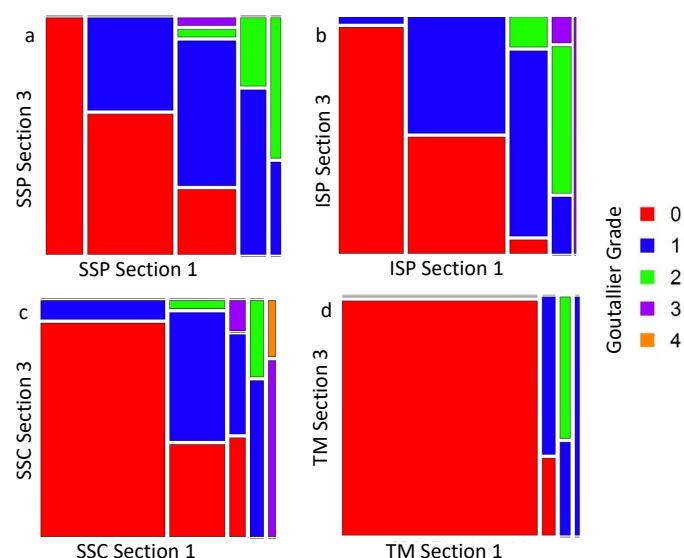 a
SSP Section 3
SSP Section 1
b
ISP Section 3
ISP Section 1
c
SSC Section 3
SSC Section 1
d
TM Section 3
TM Section 1
Goutallier Grade
0
1
2
3
4